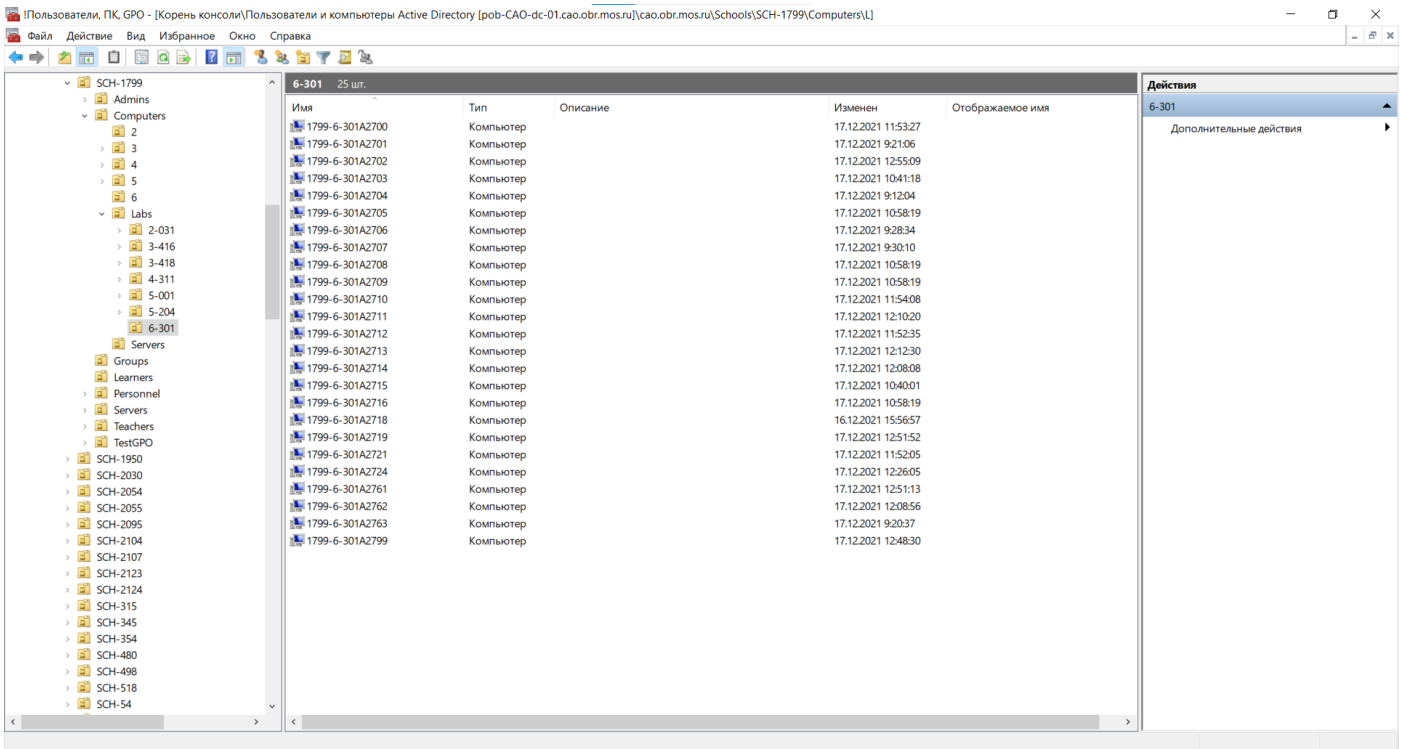 !Пользователи, ПК, GPO - [Корень консоли\Пользователи и компьютеры Active Directory [pob-CAO-dc-01.cao.obr.mos.ru]\cao.obr.mos.ru\Schools\SCH-1799\Computers\L]
Файл Действие Вид Избранное Окно Справка
SCH-1799
Admins
Computers
2
3
4
5
6
Labs
2-031
3-416
3-418
4-311
5-001
5-204
6-301
Servers
Groups
Learners
Personnel
Servers
Teachers
TestGPO
SCH-1950
SCH-2030
SCH-2054
SCH-2055
SCH-2095
SCH-2104
SCH-2107
SCH-2123
SCH-2124
SCH-315
SCH-345
SCH-354
SCH-480
SCH-498
SCH-518
SCH-54
6-301 25 шт.
Имя Тип Описание Изменен Отображаемое имя
1799-6-301A2700 Компьютер 17.12.2021 11:53:27
1799-6-301A2701 Компьютер 17.12.2021 9:21:06
1799-6-301A2702 Компьютер 17.12.2021 12:55:09
1799-6-301A2703 Компьютер 17.12.2021 10:41:18
1799-6-301A2704 Компьютер 17.12.2021 9:12:04
1799-6-301A2705 Компьютер 17.12.2021 10:58:19
1799-6-301A2706 Компьютер 17.12.2021 9:28:34
1799-6-301A2707 Компьютер 17.12.2021 9:30:10
1799-6-301A2708 Компьютер 17.12.2021 10:58:19
1799-6-301A2709 Компьютер 17.12.2021 10:58:19
1799-6-301A2710 Компьютер 17.12.2021 11:54:08
1799-6-301A2711 Компьютер 17.12.2021 12:10:20
1799-6-301A2712 Компьютер 17.12.2021 11:52:35
1799-6-301A2713 Компьютер 17.12.2021 12:12:30
1799-6-301A2714 Компьютер 17.12.2021 12:08:08
1799-6-301A2715 Компьютер 17.12.2021 10:40:01
1799-6-301A2716 Компьютер 17.12.2021 10:58:19
1799-6-301A2718 Компьютер 16.12.2021 15:56:57
1799-6-301A2719 Компьютер 17.12.2021 12:51:52
1799-6-301A2721 Компьютер 17.12.2021 11:52:05
1799-6-301A2724 Компьютер 17.12.2021 12:26:05
1799-6-301A2761 Компьютер 17.12.2021 12:51:13
1799-6-301A2762 Компьютер 17.12.2021 12:08:56
1799-6-301A2763 Компьютер 17.12.2021 9:20:37
1799-6-301A2799 Компьютер 17.12.2021 12:48:30
Действия
6-301
Дополнительные действия